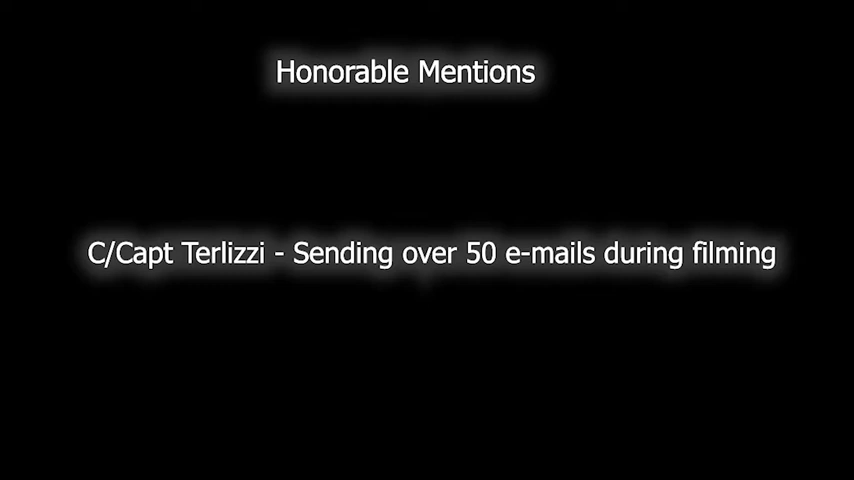 Honorable Mentions
C/Capt Terlizzi - Sending over 50 e-mails during filming